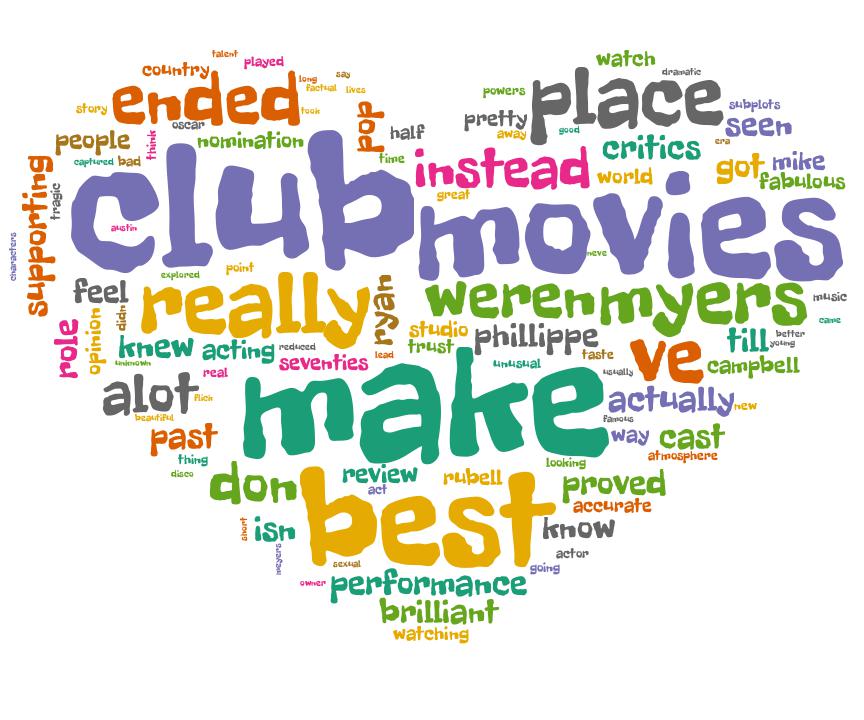 talent
country played
long say
ended factual lives
story took
oscar
people think nomination pop half
captured bad time
supporting tragic club
austin
characters
watch
powers dramatic
place
pretty subplots
away good seen
critics era
instead world got mike
great fabulous
movies
neve
explored point
feel didn really ryan
role opinion
knew acting
unknown seventies reduced lead
real
weren myers music
came
studio phillippe till better
trust young
unusual taste ve campbell
usually
alot flick make
beautiful
actually new
famous
past way cast
thing atmosphere
disco
don review rubell looking proved
act
accurate
short isn best know
meyers actor
sexual going
owner performance
brilliant
watching